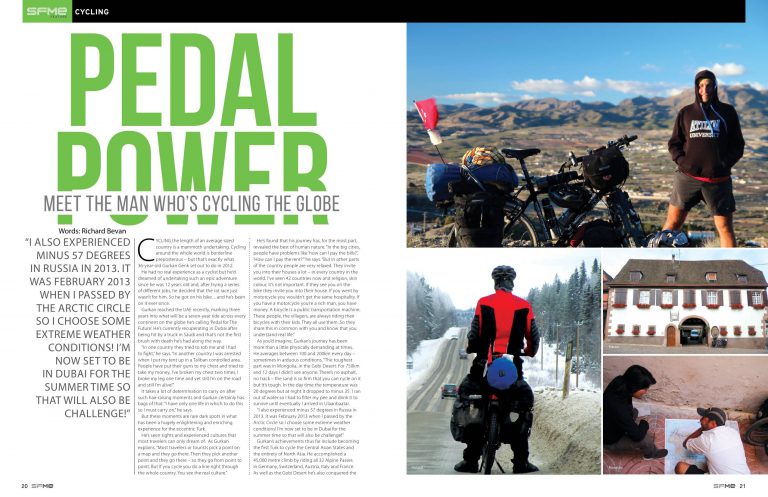 SFME
CYCLING
PEDAL
POWER
MEET THE MAN WHO'S CYCLING THE GLOBE
Words: Richard Bevan
"I ALSO EXPERIENCED
MINUS 57 DEGREES
IN RUSSIA IN 2013. IT
WAS FEBRUARY 2013
WHEN I PASSED BY
THE ARCTIC CIRCLE
SO I CHOOSE SOME
EXTREME WEATHER
CONDITIONS! I'M
NOW SET TO BE
IN DUBAI FOR THE
SUMMER TIME SO
THAT WILL ALSO BE
CHALLENGE!"
CYCLING the length of an average sized
country is a mammoth undertaking. Cycling
around the whole world is borderline
preposterous – but that's exactly what
year-old Gurkan Genk set out to do in 2012.
He had no real experience as a cyclist but he'd
dreamed of undertaking such an epic adventure
since he was 12 years old and, after trying a series
of different jobs, he decided that the rat race just
wasn't for him. So he got on his bike… and he's been
on it ever since.
Gurkan reached the UAE recently, marking three
years into what will be a seven-year ride across every
continent on the globe he's calling 'Pedal for The
Future'. He's currently recuperating in Dubai after
being hit by a truck in Saudi and that's not the first
brush with death he's had along the way.
"In one country they tried to rob me and I had
to fight," he says. "In another country I was arrested
when I put my tent up in a Taliban controlled area.
People have put their guns to my chest and tried to
take my money. I've broken my chest two times, I
broke my leg one time and yet still I'm on the road
and still I'm alive!"
It takes a lot of determination to carry on after
such hair-raising moments and Gurkan certainly has
bags of that. "I have only one life in which to do this
so I must carry on," he says.
But these moments are rare dark spots in what
has been a hugely enlightening and enriching
experience for the eccentric Turk.
He's seen sights and experienced cultures that
most travelers can only dream of. As Gurkan
explains, "Most travelers or tourists pick a point on
a map and they go there. Then they pick another
point and they go there – so they go from point to
point. But if you cycle you do a line right through
the whole country. You see the real culture."
He's found that his journey has, for the most part,
revealed the best of human nature. "In the big cities,
people have problems like 'how can I pay the bills?',
'How can I pay the rent?'" he says. "But in other parts
of the country people are very relaxed. They invite
you into their houses a lot – in every country in the
world. I've seen 42 countries now and religion, skin
colour, it's not important. If they see you on the
bike they invite you into their house. If you went by
motorcycle you wouldn't get the same hospitality. If
you have a motorcycle you're a rich man, you have
money. A bicycle is a public transportation machine.
These people, the villagers, are always riding their
bicycles with their kids. They all use them. So they
share this in common with you and know that you
understand real life."
As you'd imagine, Gurkan's journey has been
more than a little physically demanding at times.
He averages between 100 and 200km every day –
sometimes in arduous conditions. "The toughest
part was in Mongolia, in the Gobi Desert. For 750km
and 12 days I didn't see anyone. There's no asphalt,
no track – the sand is so firm that you can cycle on it
but it's tough. In the day time the temperature was
20 degrees but at night it dropped to minus 35. I ran
out of water so I had to filter my pee and drink it to
survive until eventually I arrived in Ulaanbaatar.
"I also experienced minus 57 degrees in Russia in
2013. It was February 2013 when I passed by the
Arctic Circle so I choose some extreme weather
conditions! I'm now set to be in Dubai for the
summer time so that will also be challenge!"
Gurkan's achievements thus far include becoming
the first Turk to cycle the Central Asian States and
the entirety of North Asia. He accomplished a
45,000 metre climb by riding all 32 Alpine Passes
in Germany, Switzerland, Austria, Italy and France.
As well as the Gobi Desert he's also conquered the
20 SFME
SFME 21